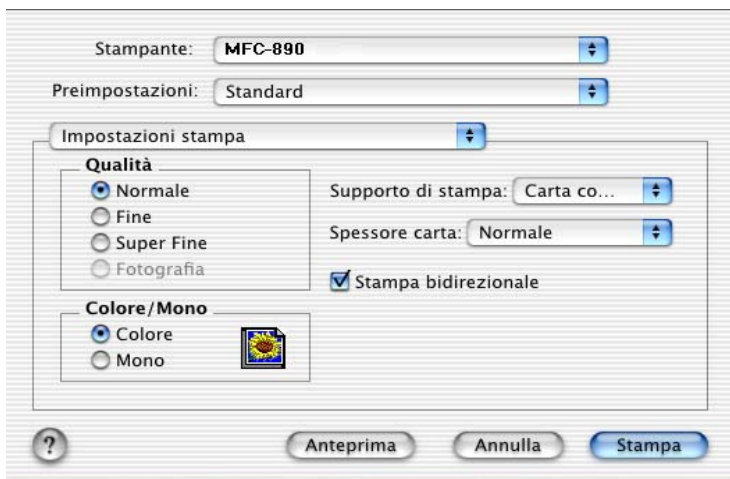 Stampante: MFC-890
Preimpostazioni: Standard
Impostazioni stampa
Qualità
Normale
Fine
Super Fine
Fotografia
Supporto di stampa: Carta co...
Spessore carta: Normale
Stampa bidirezionale
Colore/Mono
Colore
Mono
? Anteprima Annulla Stampa